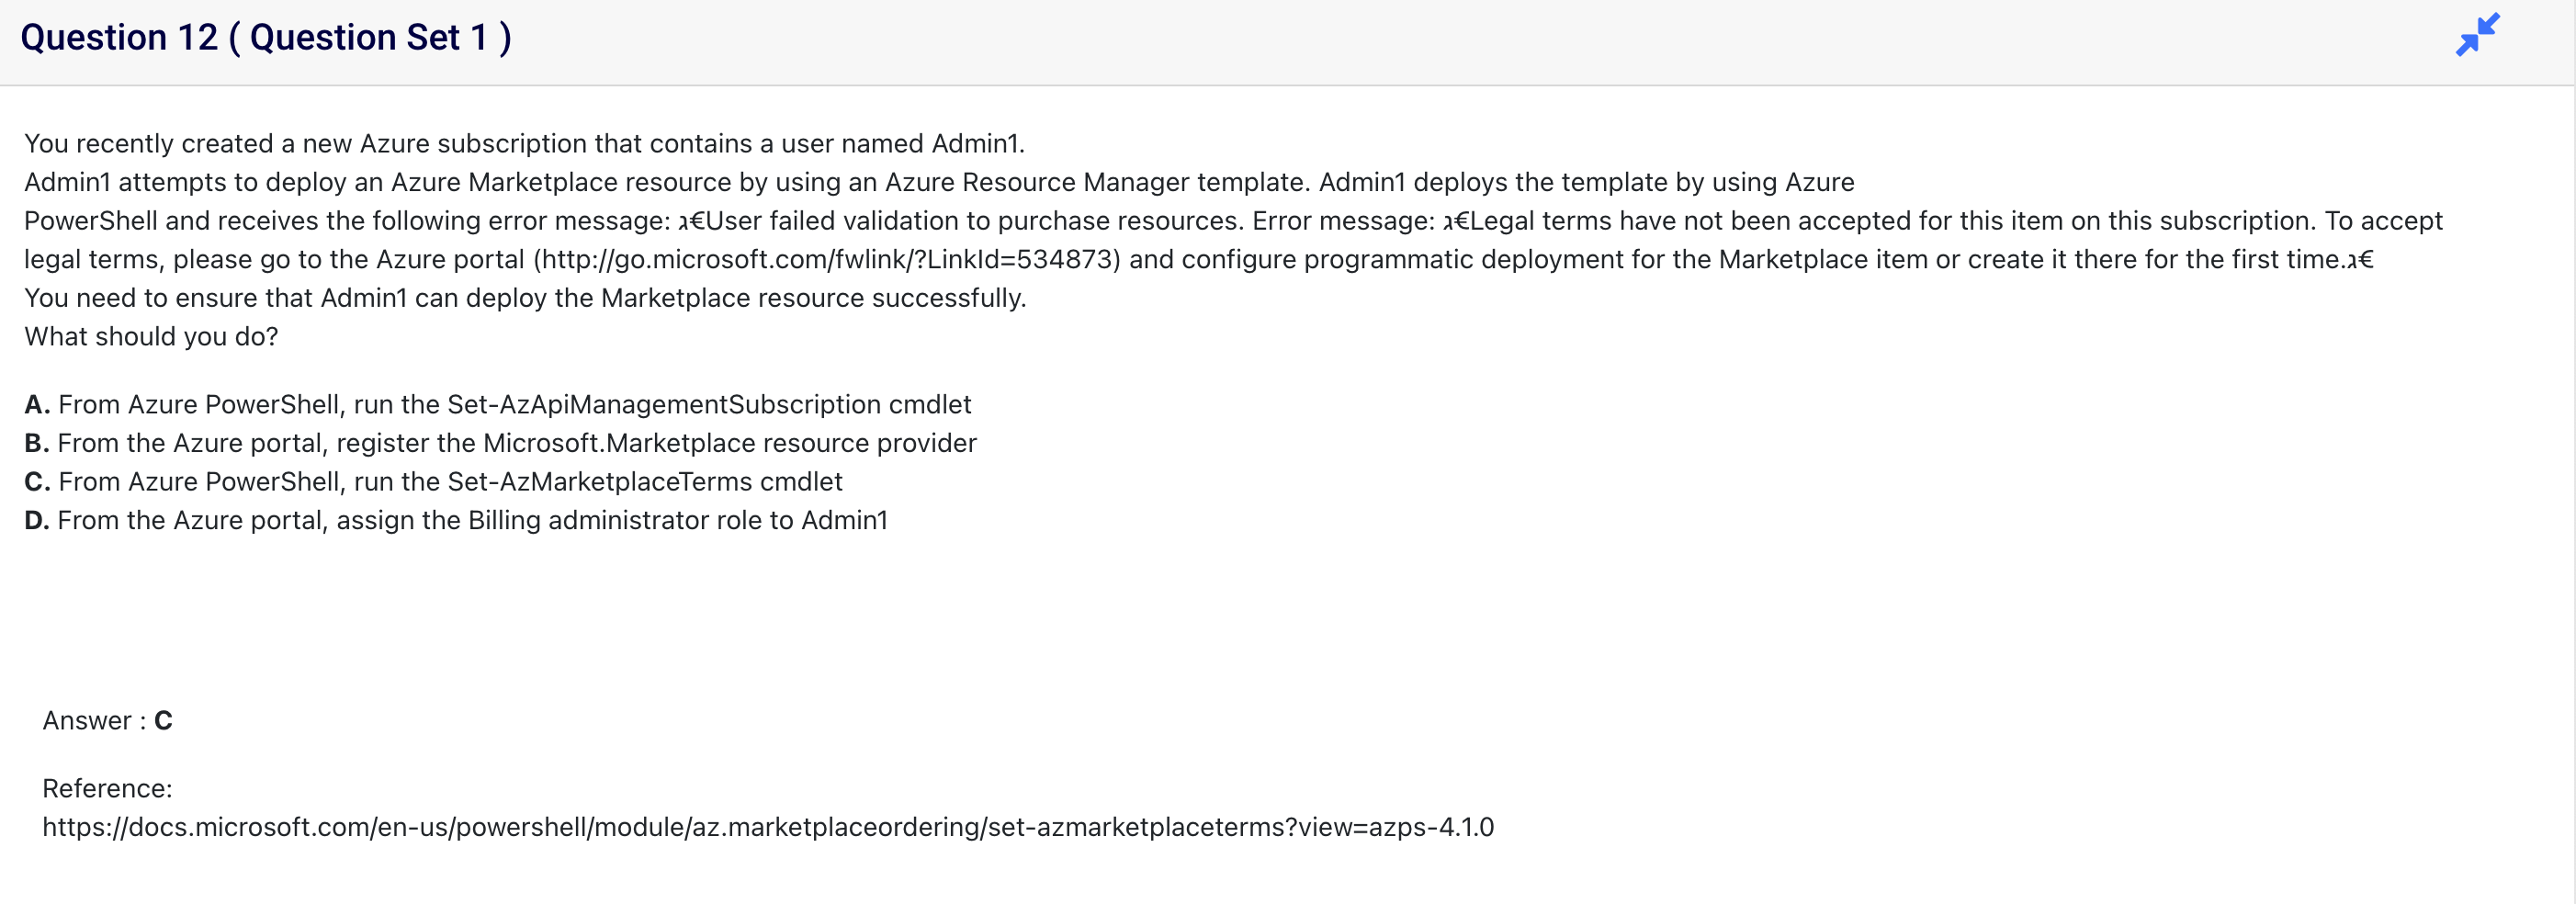 Question 12 ( Question Set 1 )
You recently created a new Azure subscription that contains a user named Admin1.
Admin1 attempts to deploy an Azure Marketplace resource by using an Azure Resource Manager template. Admin1 deploys the template by using Azure
PowerShell and receives the following error message: ג€User failed validation to purchase resources. Error message: ג€Legal terms have not been accepted for this item on this subscription. To accept
legal terms, please go to the Azure portal (http://go.microsoft.com/fwlink/?LinkId=534873) and configure programmatic deployment for the Marketplace item or create it there for the first time.ג€
You need to ensure that Admin1 can deploy the Marketplace resource successfully.
What should you do?
A. From Azure PowerShell, run the Set-AzApiManagementSubscription cmdlet
B. From the Azure portal, register the Microsoft.Marketplace resource provider
C. From Azure PowerShell, run the Set-AzMarketplaceTerms cmdlet
D. From the Azure portal, assign the Billing administrator role to Admin1
Answer : C
Reference:
https://docs.microsoft.com/en-us/powershell/module/az.marketplaceordering/set-azmarketplaceterms?view=azps-4.1.0